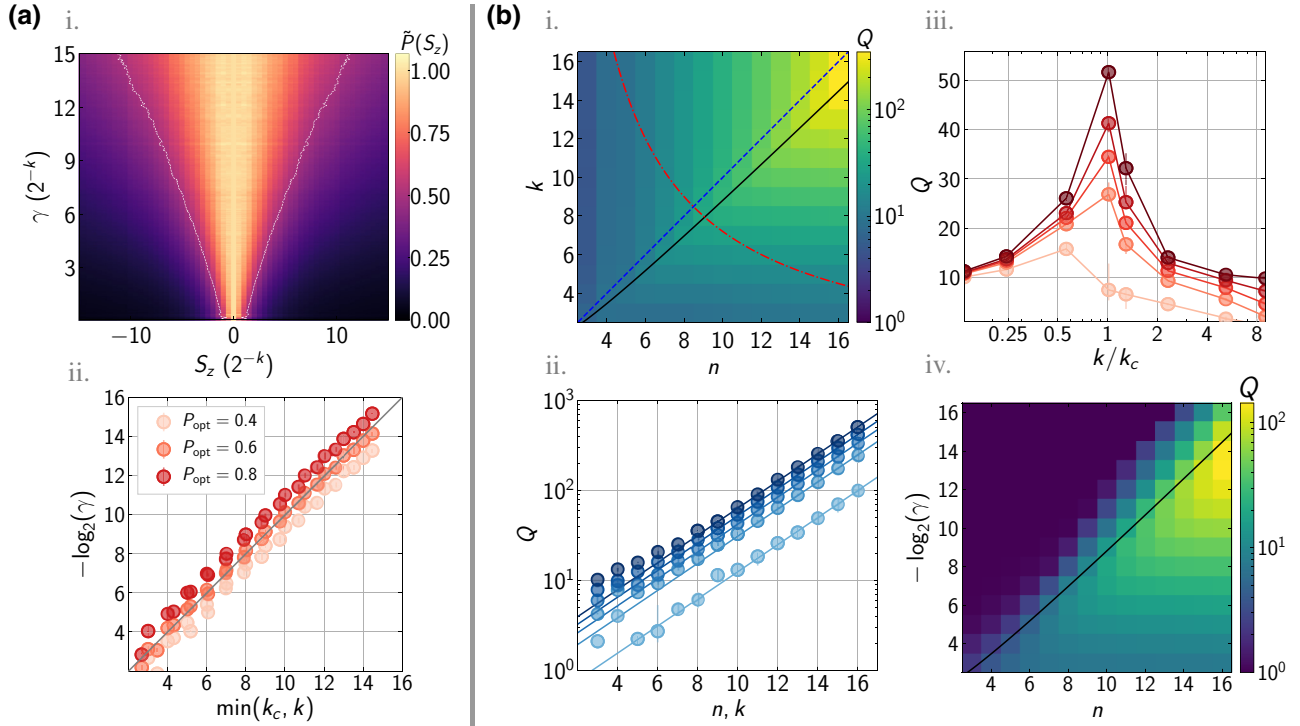 (a)
i.
P̃(S_z)
15
12
9
6
3
γ (2^{-k})
−10 0 10
S_z (2^{-k})
1.00
0.75
0.50
0.25
0.00
ii.
16
14
12
10
8
6
4
− log₂(γ)
P_opt = 0.4
P_opt = 0.6
P_opt = 0.8
4 6 8 10 12 14 16
min(k_c, k)
(b)
i.
Q
16
14
12
10
8
6
4
k
4 6 8 10 12 14 16
n
10²
10¹
10⁰
iii.
50
40
30
20
10
Q
0.25 0.5 1 2 4 8
k/k_c
ii.
10³
10²
10¹
10⁰
Q
4 6 8 10 12 14 16
n, k
iv.
Q
16
14
12
10
8
6
4
− log₂(γ)
4 6 8 10 12 14 16
n
10²
10¹
10⁰